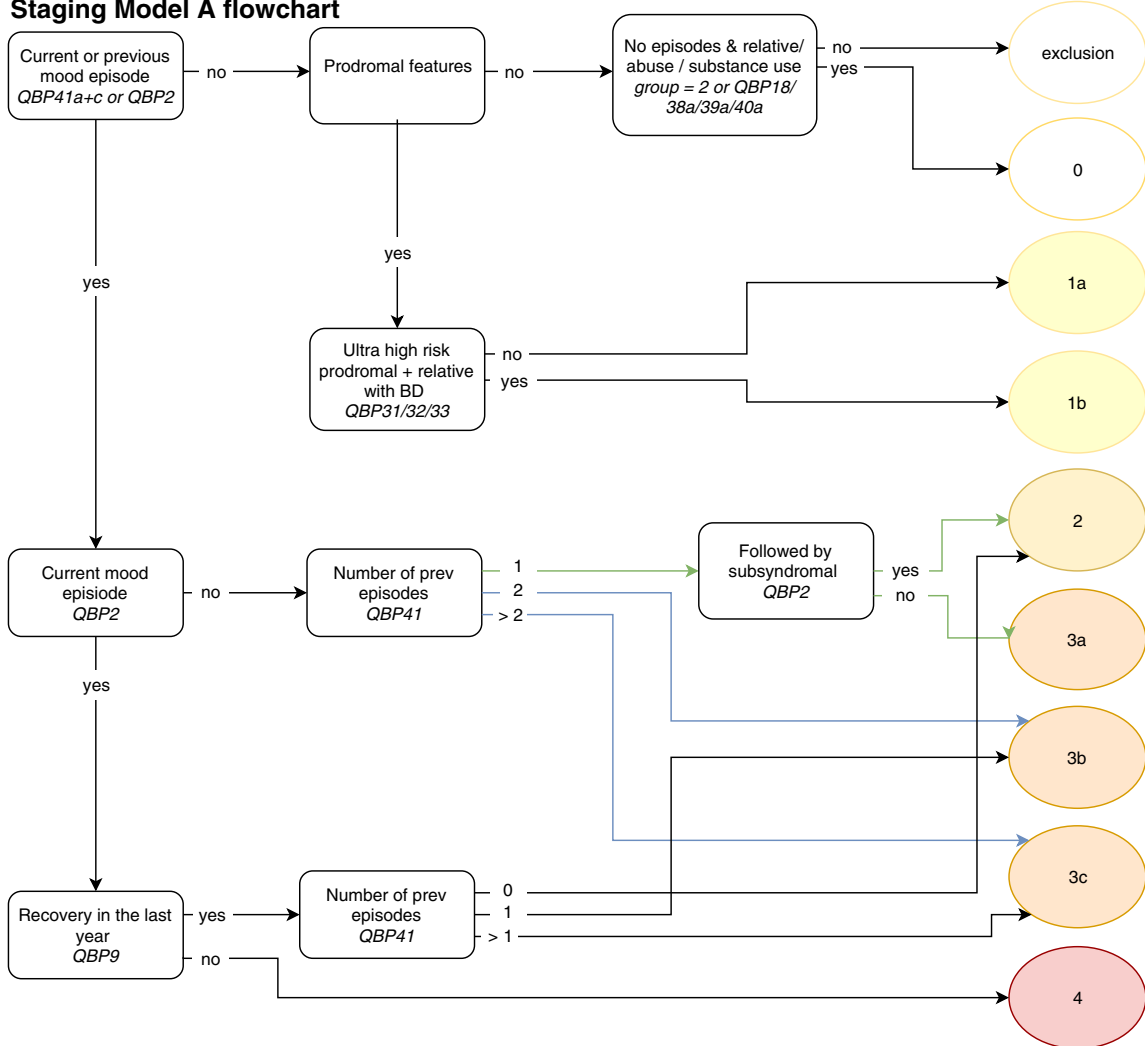 Staging Model A flowchart
Current or previous
mood episode
QBP41a+c or QBP2
no
Prodromal features
no
No episodes & relative/
abuse / substance use
group = 2 or QBP18/
38a/39a/40a
no
yes
exclusion
0
yes
yes
1a
Ultra high risk
prodromal + relative
with BD
QBP31/32/33
no
yes
1b
2
Current mood
episiode
QBP2
no
Number of prev
episodes
QBP41
1
2
> 2
Followed by
subsyndromal
QBP2
yes
no
3a
yes
3b
3c
Recovery in the last
year
QBP9
yes
no
Number of prev
episodes
QBP41
0
1
> 1
4